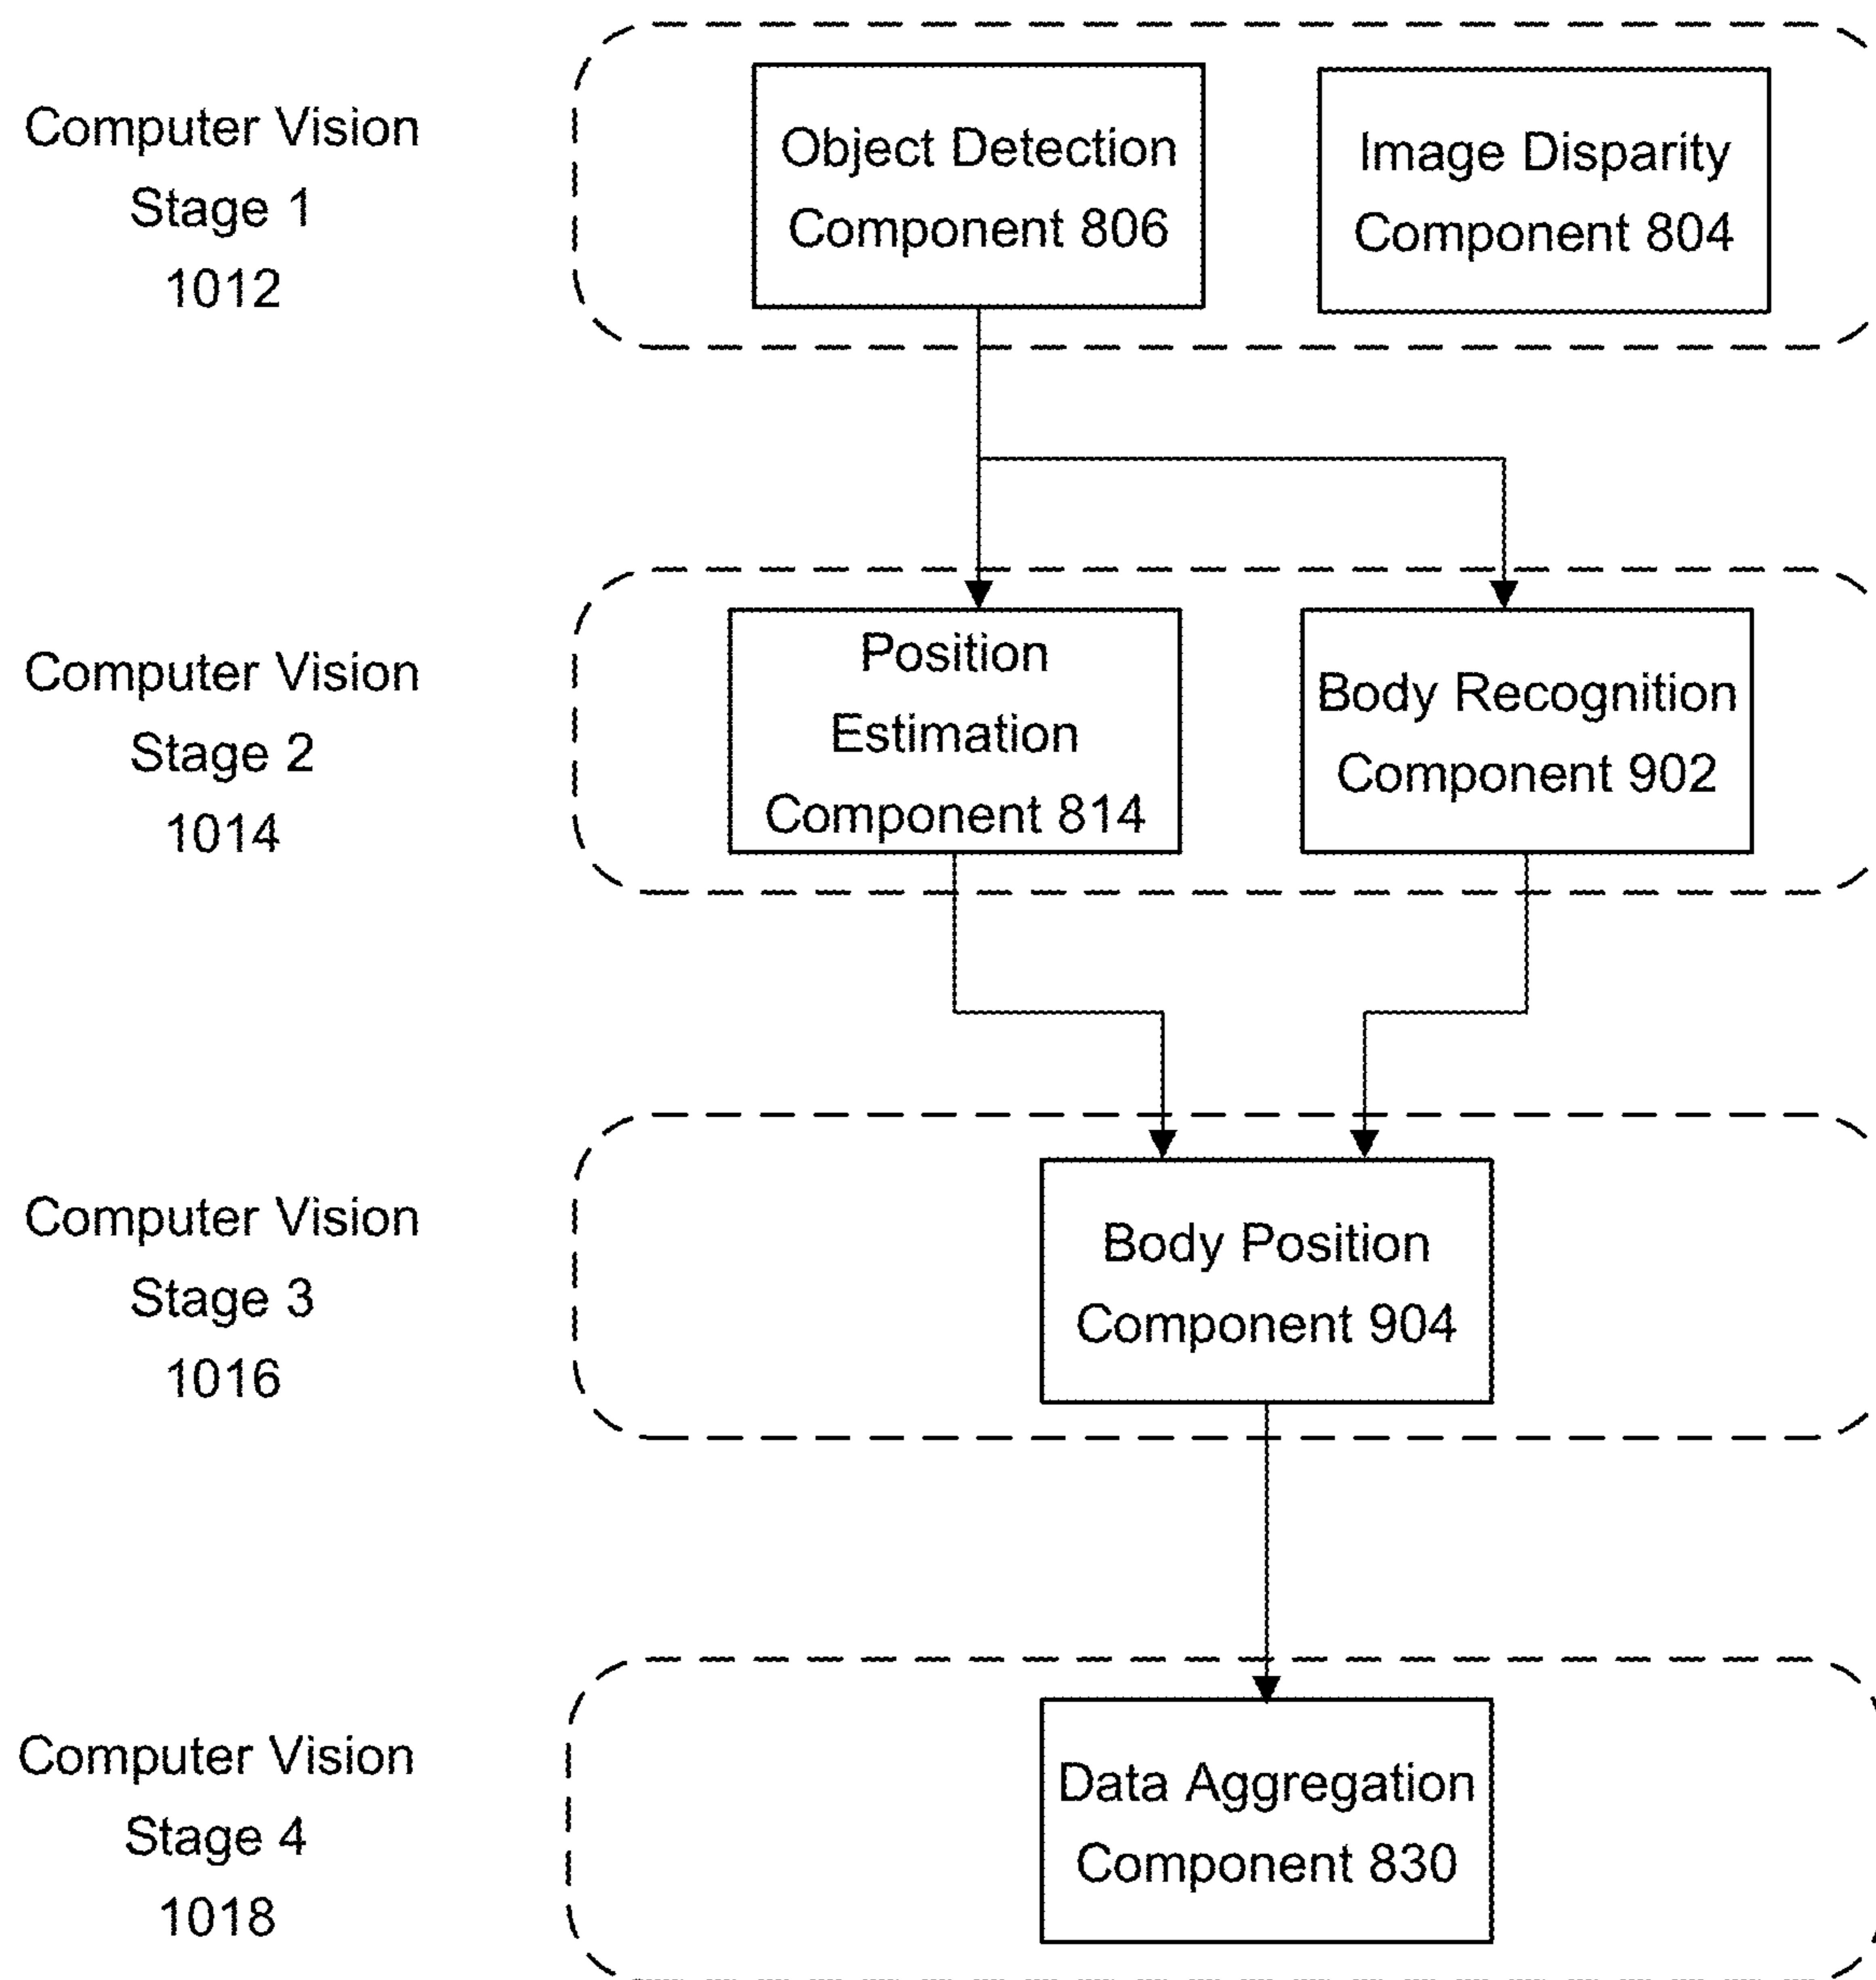 Computer Vision
Stage 1
1012
Object Detection
Component 806
Image Disparity
Component 804
Computer Vision
Stage 2
1014
Position
Estimation
Component 814
Body Recognition
Component 902
Computer Vision
Stage 3
1016
Body Position
Component 904
Computer Vision
Stage 4
1018
Data Aggregation
Component 830